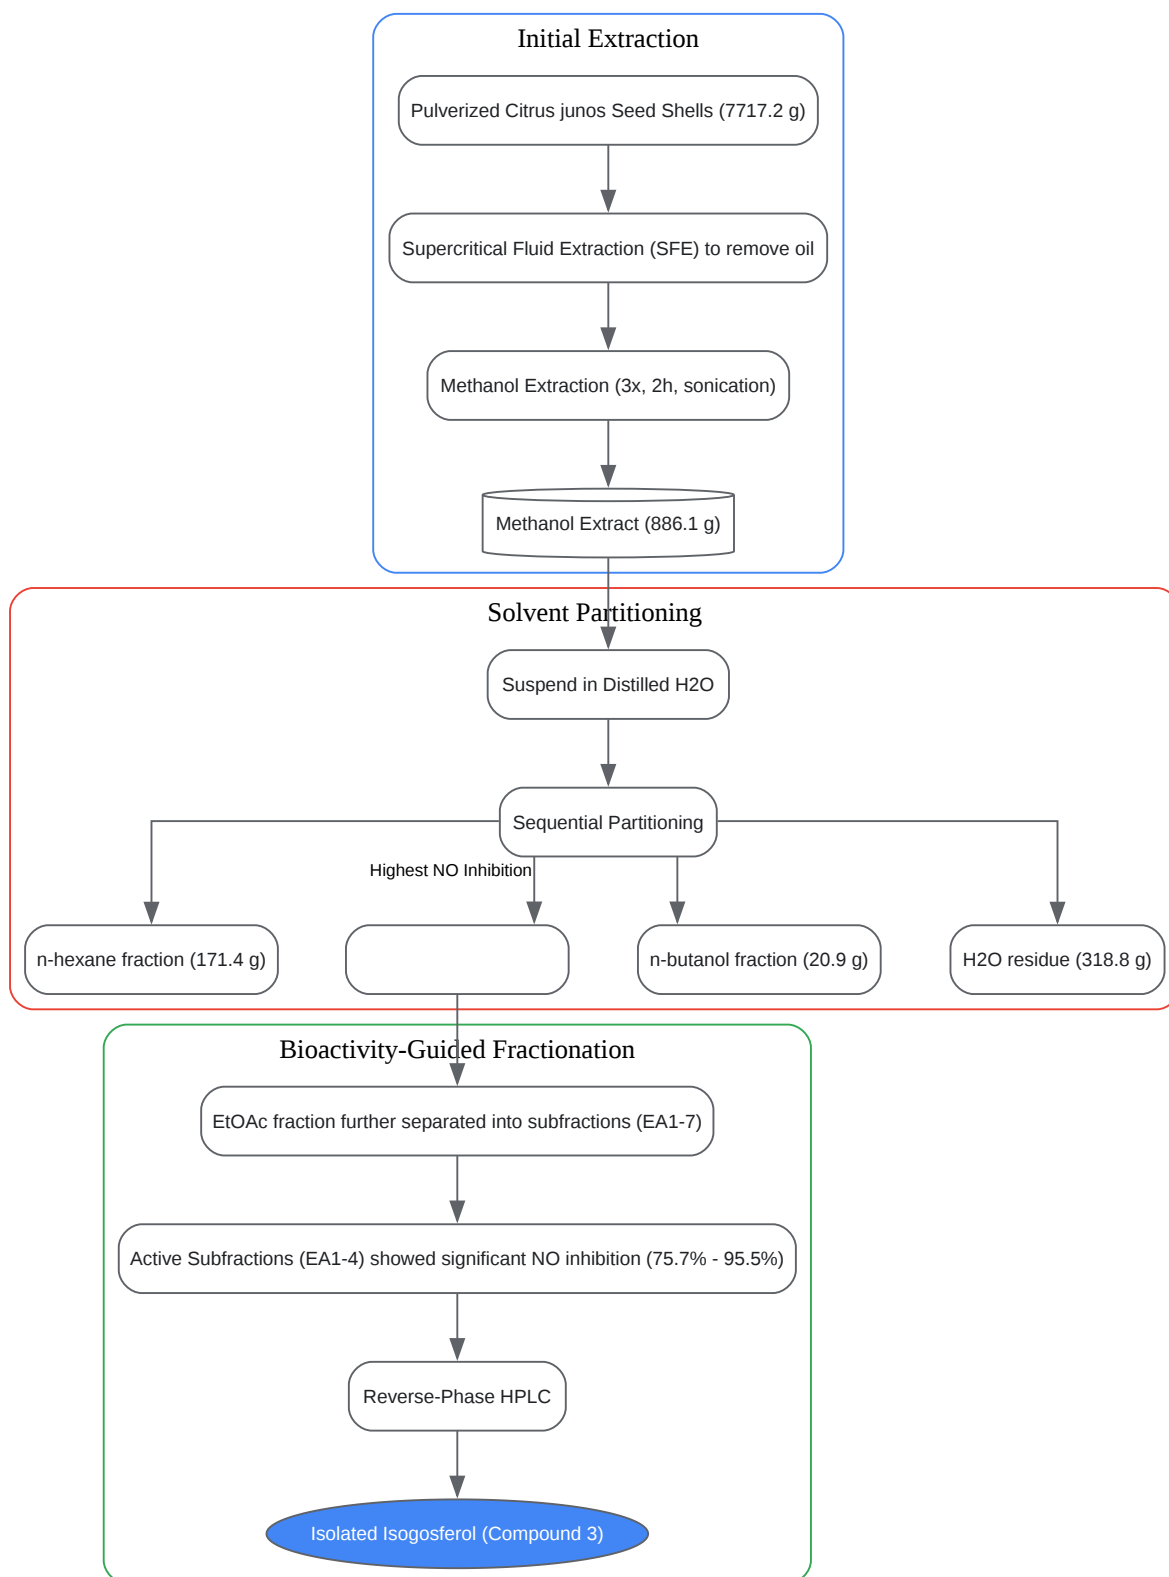 Initial Extraction
Pulverized Citrus junos Seed Shells (7717.2 g)
Supercritical Fluid Extraction (SFE) to remove oil
Methanol Extraction (3x, 2h, sonication)
Methanol Extract (886.1 g)
Solvent Partitioning
Suspend in Distilled H2O
Sequential Partitioning
Highest NO Inhibition
n-hexane fraction (171.4 g)
n-butanol fraction (20.9 g)
H2O residue (318.8 g)
Bioactivity-Guided Fractionation
EtOAc fraction further separated into subfractions (EA1-7)
Active Subfractions (EA1-4) showed significant NO inhibition (75.7% - 95.5%)
Reverse-Phase HPLC
Isolated Isogosferol (Compound 3)